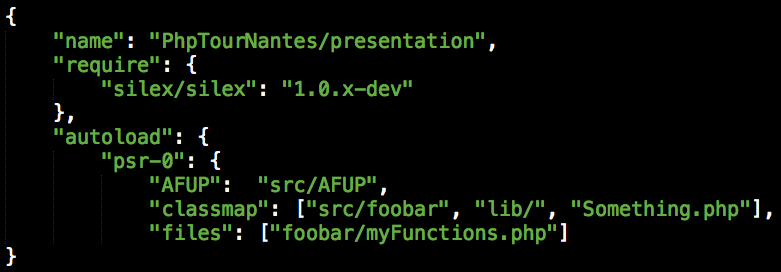 {
    "name": "PhpTourNantes/presentation",
    "require": {
        "silex/silex": "1.0.x-dev"
    },
    "autoload": {
        "psr-0": {
            "AFUP":  "src/AFUP",
            "classmap": ["src/foobar", "lib/", "Something.php"],
            "files": ["foobar/myFunctions.php"]
}